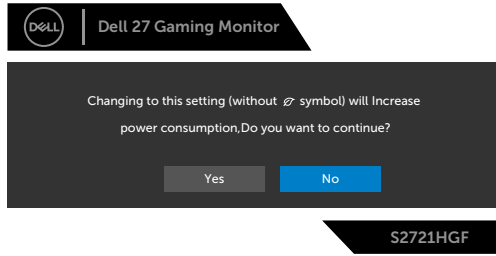 DELL
Dell 27 Gaming Monitor
Changing to this setting (without symbol) will Increase
power consumption,Do you want to continue?
Yes
No
S2721HGF